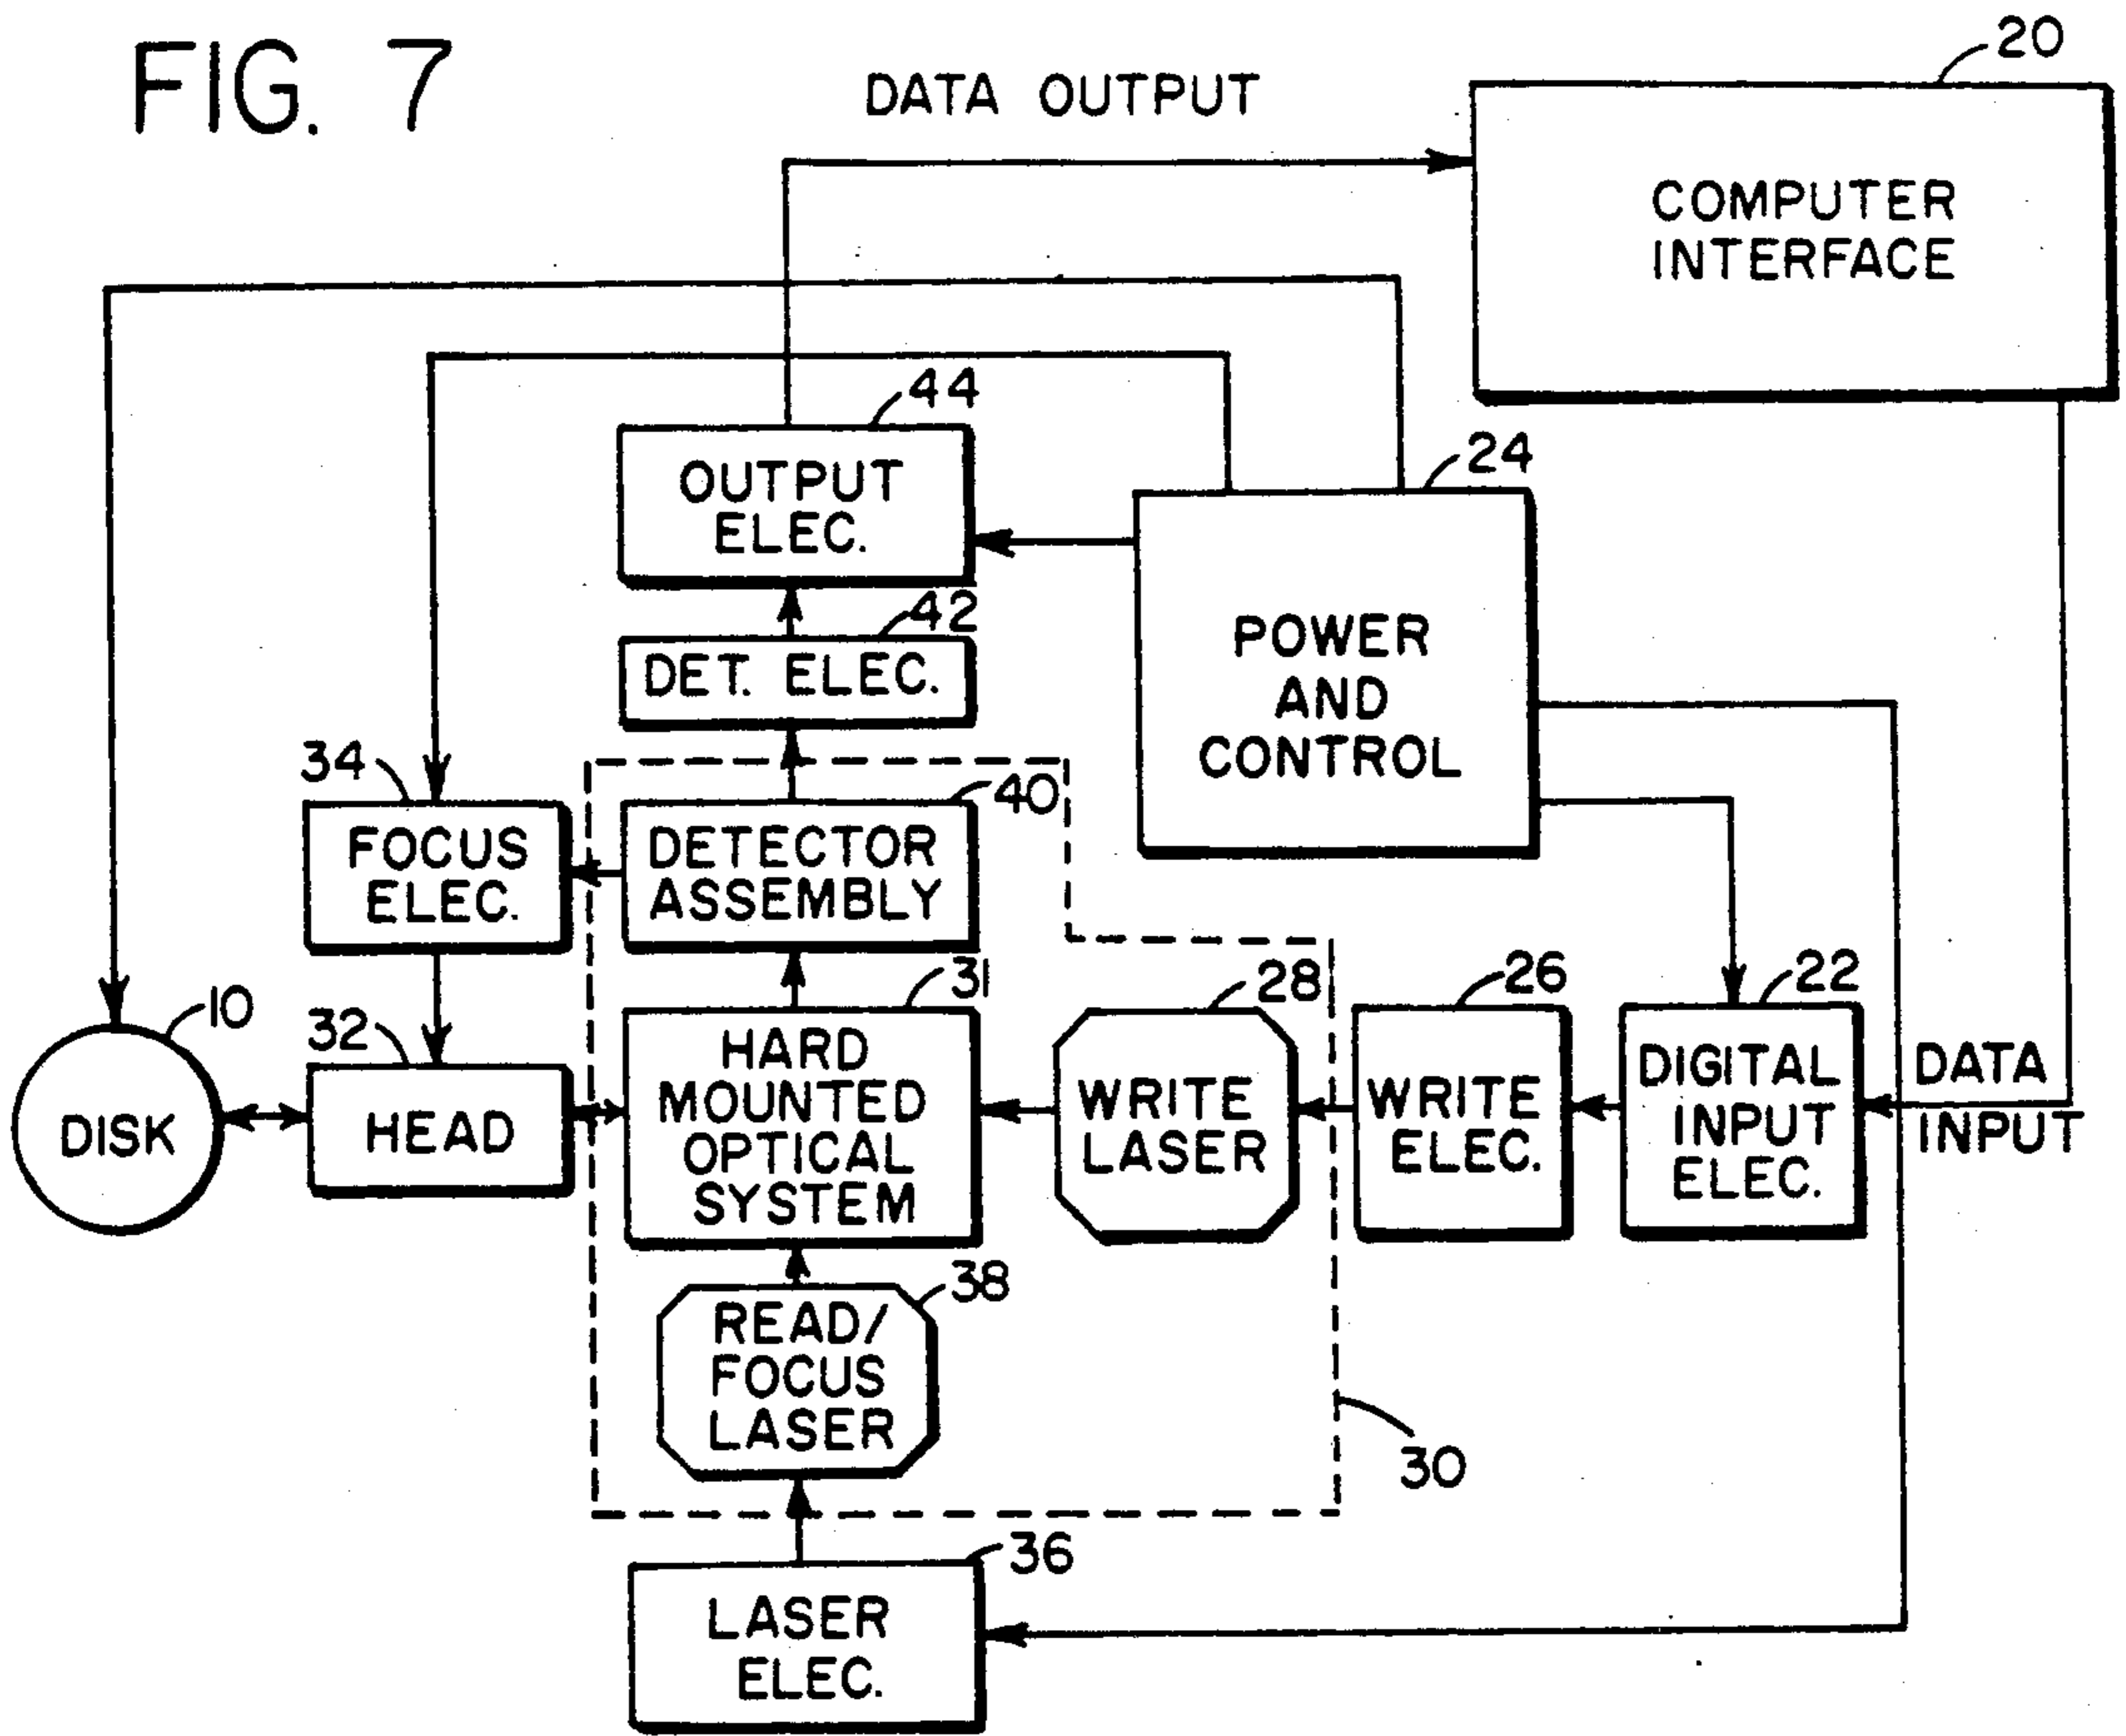 FIG. 7
DATA OUTPUT
20
COMPUTER
INTERFACE
44
OUTPUT
ELEC.
24
POWER
AND
CONTROL
42
DET. ELEC.
34
FOCUS
ELEC.
40
DETECTOR
ASSEMBLY
10
DISK
32
HEAD
31
HARD
MOUNTED
OPTICAL
SYSTEM
28
WRITE
LASER
26
WRITE
ELEC.
22
DIGITAL
INPUT
ELEC.
DATA
INPUT
38
READ/
FOCUS
LASER
30
36
LASER
ELEC.